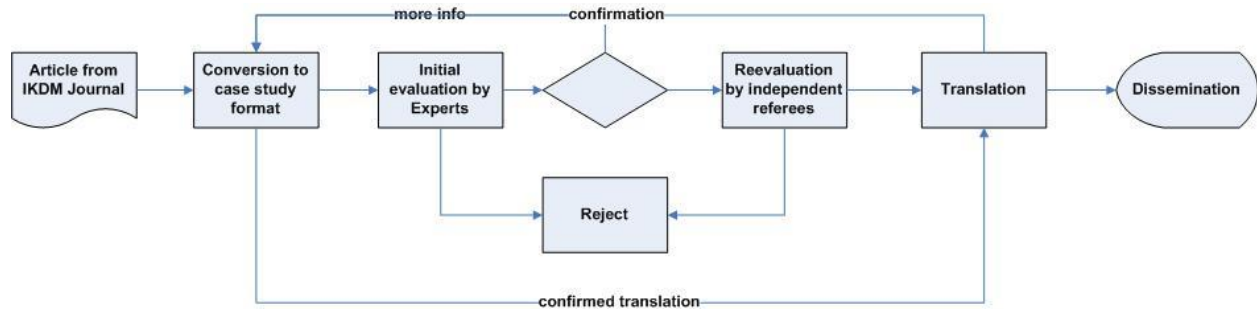 more info
confirmation
Article from
IKDM Journal
Conversion to
case study
format
Initial
evaluation by
Experts
Reevaluation
by independent
referees
Translation
Dissemination
Reject
confirmed translation